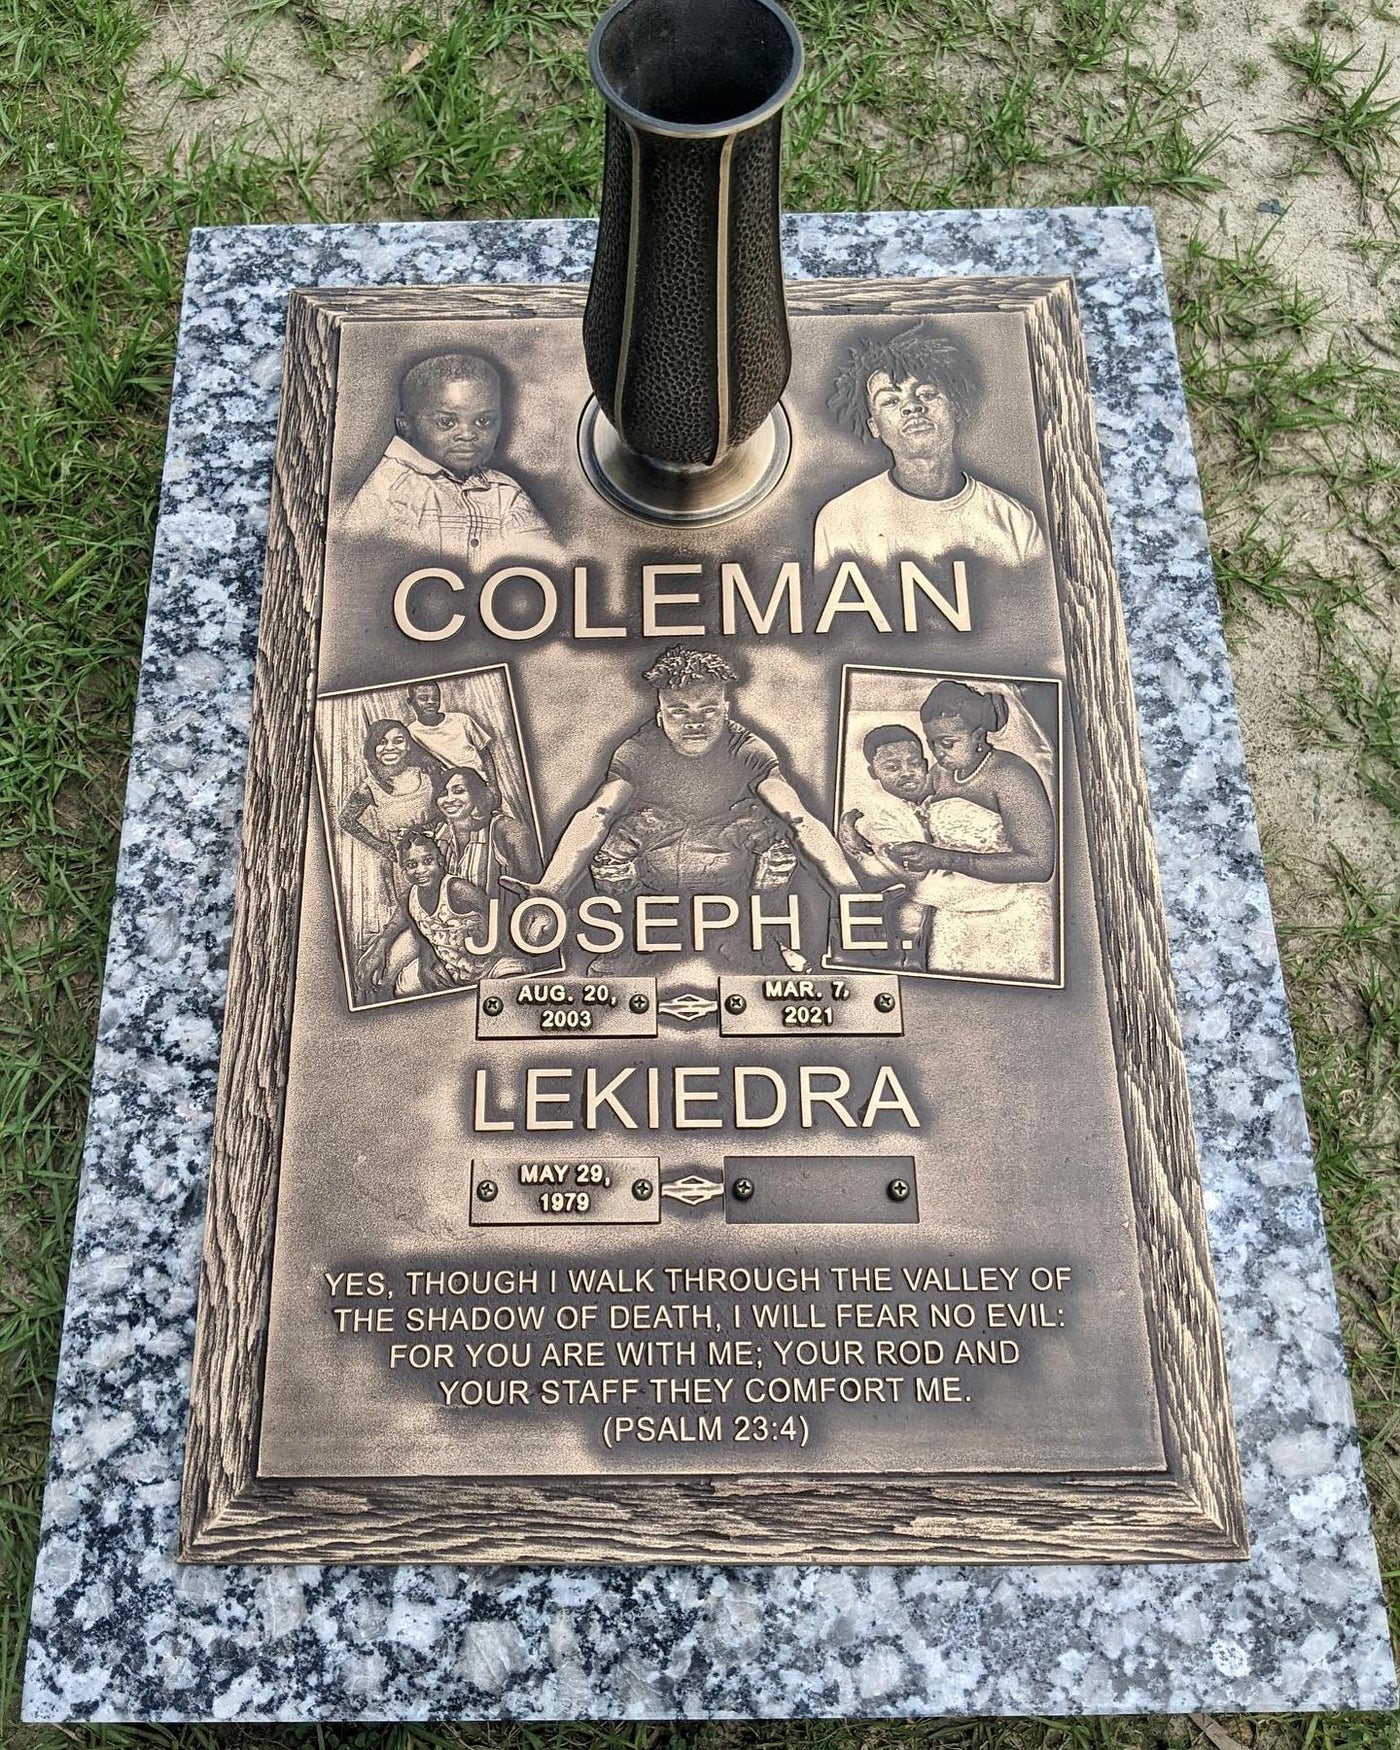 COLEMAN
JOSEPH E.
AUG. 20,
2003
MAR. 7,
2021
LEKIEDRA
MAY 29,
1979
YES, THOUGH I WALK THROUGH THE VALLEY OF
THE SHADOW OF DEATH, I WILL FEAR NO EVIL:
FOR YOU ARE WITH ME; YOUR ROD AND
YOUR STAFF THEY COMFORT ME.
(PSALM 23:4)